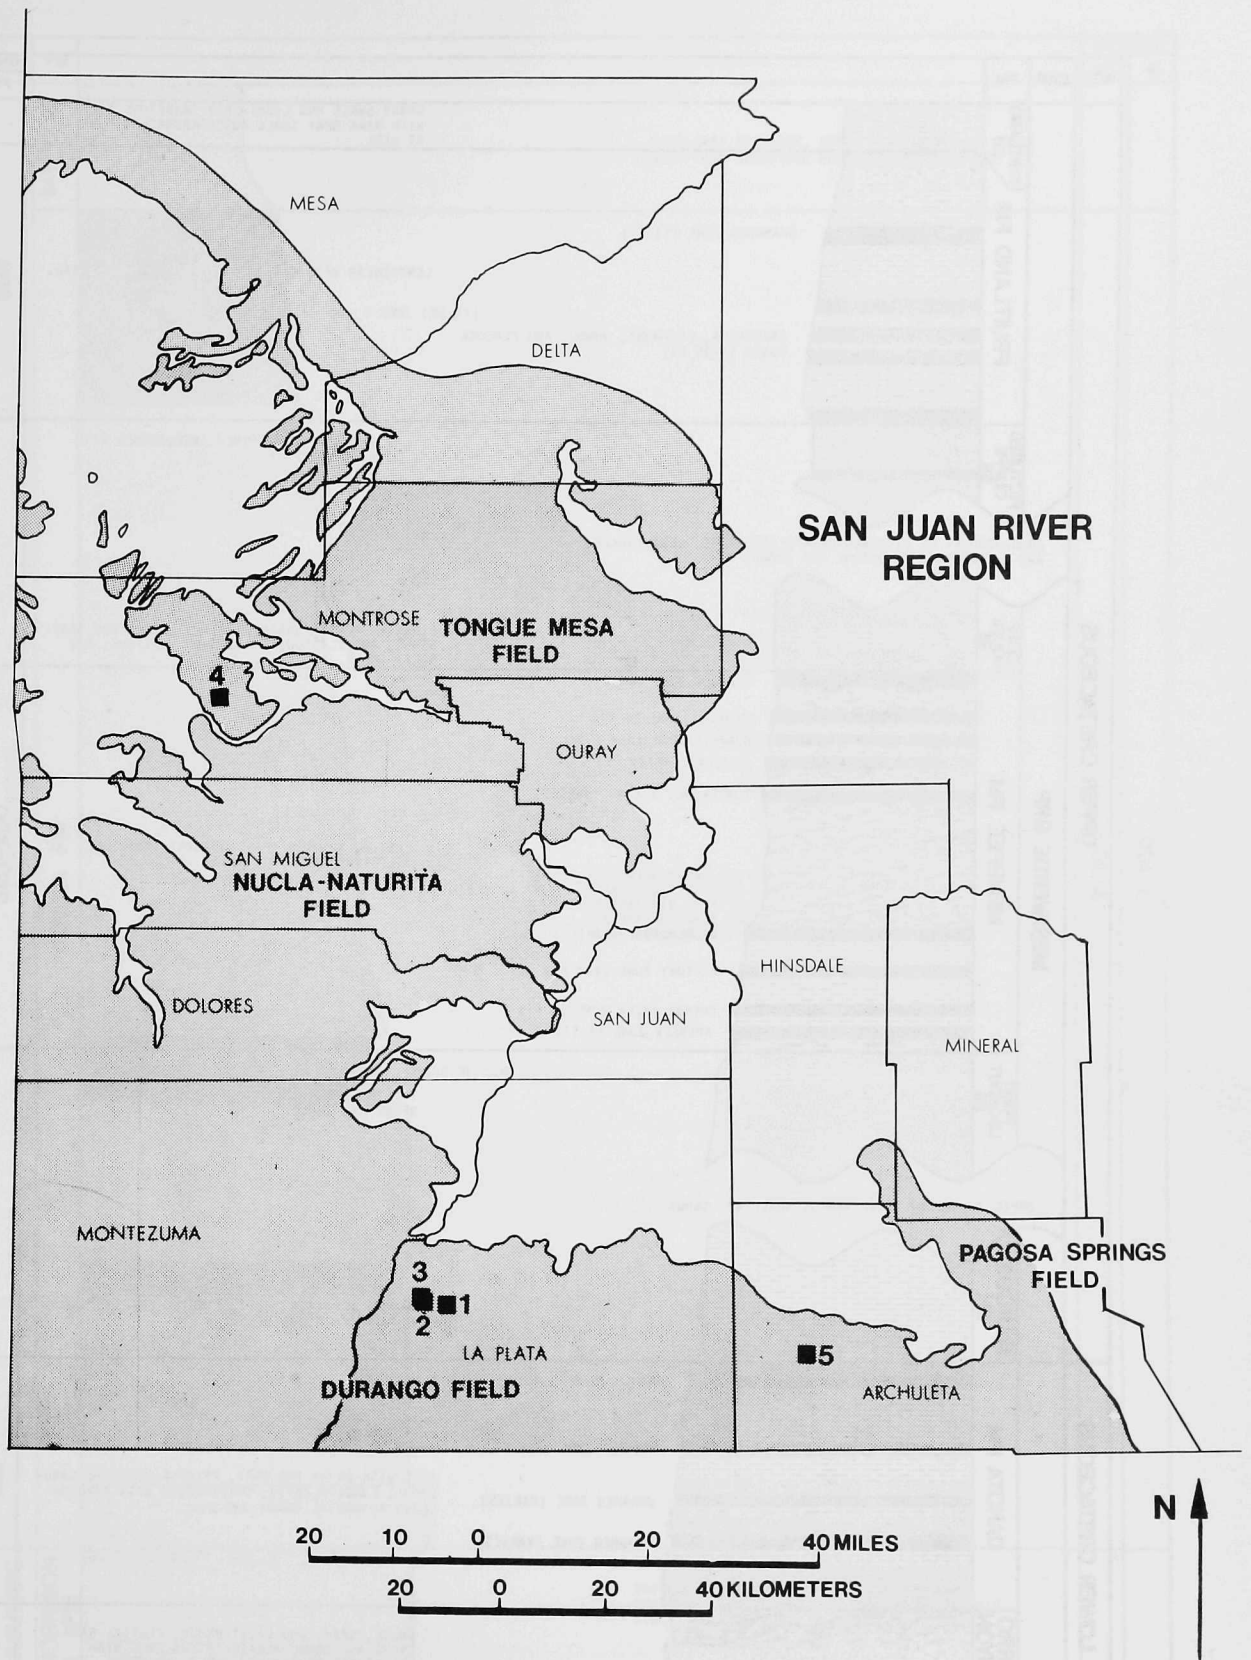 MESA
DELTA
SAN JUAN RIVER
REGION
MONTROSE
TONGUE MESA
FIELD
4
OURAY
SAN MIGUEL
NUCLA-NATURITA
FIELD
HINSDALE
DOLORES
SAN JUAN
MINERAL
MONTEZUMA
PAGOSA SPRINGS
FIELD
3
1
2
LA PLATA
5
DURANGO FIELD
ARCHULETA
N
20 10 0 20 40 MILES
20 0 20 40 KILOMETERS